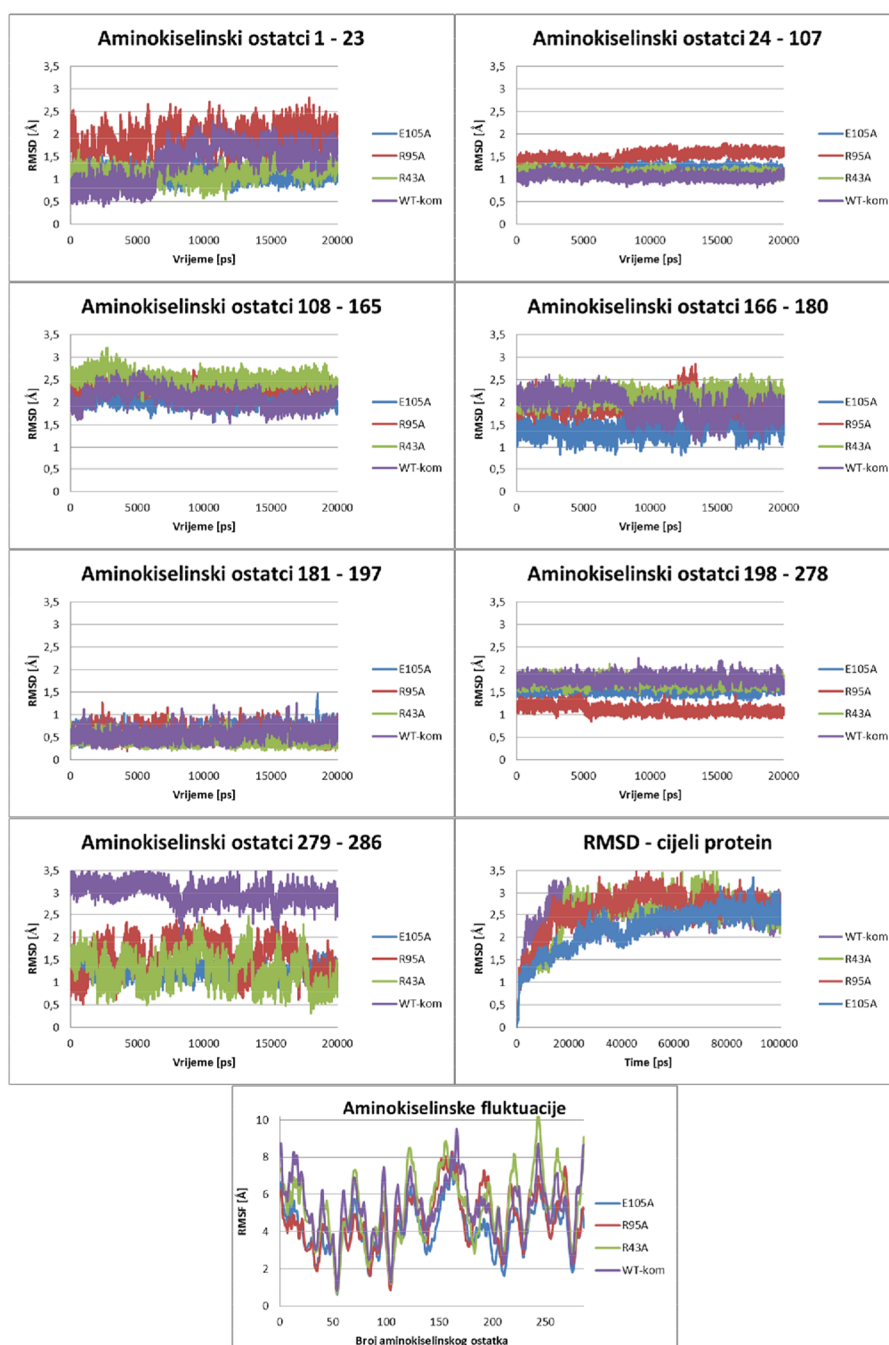 Aminokiselinski ostatci 1 - 23
3,5
3
2,5
2
1,5
1
0,5
0
RMSD [Å]
0 5000 10000 15000 20000
Vrijeme [ps]
E105A
R95A
R43A
WT-kom
Aminokiselinski ostatci 24 - 107
3,5
3
2,5
2
1,5
1
0,5
0
RMSD [Å]
0 5000 10000 15000 20000
Vrijeme [ps]
E105A
R95A
R43A
WT-kom
Aminokiselinski ostatci 108 - 165
3,5
3
2,5
2
1,5
1
0,5
0
RMSD [Å]
0 5000 10000 15000 20000
Vrijeme [ps]
E105A
R95A
R43A
WT-kom
Aminokiselinski ostatci 166 - 180
3,5
3
2,5
2
1,5
1
0,5
0
RMSD [Å]
0 5000 10000 15000 20000
Vrijeme [ps]
E105A
R95A
R43A
WT-kom
Aminokiselinski ostatci 181 - 197
3,5
3
2,5
2
1,5
1
0,5
0
RMSD [Å]
0 5000 10000 15000 20000
Vrijeme [ps]
E105A
R95A
R43A
WT-kom
Aminokiselinski ostatci 198 - 278
3,5
3
2,5
2
1,5
1
0,5
0
RMSD [Å]
0 5000 10000 15000 20000
Vrijeme [ps]
E105A
R95A
R43A
WT-kom
Aminokiselinski ostatci 279 - 286
3,5
3
2,5
2
1,5
1
0,5
0
RMSD [Å]
0 5000 10000 15000 20000
Vrijeme [ps]
E105A
R95A
R43A
WT-kom
RMSD - cijeli protein
3,5
3
2,5
2
1,5
1
0,5
0
RMSD [Å]
0 20000 40000 60000 80000 100000
Time [ps]
WT-kom
R43A
R95A
E105A
Aminokiselinske fluktuacije
10
8
6
4
2
0
RMSF [Å]
0 50 100 150 200 250
Broj aminokiselinskog ostatka
E105A
R95A
R43A
WT-kom